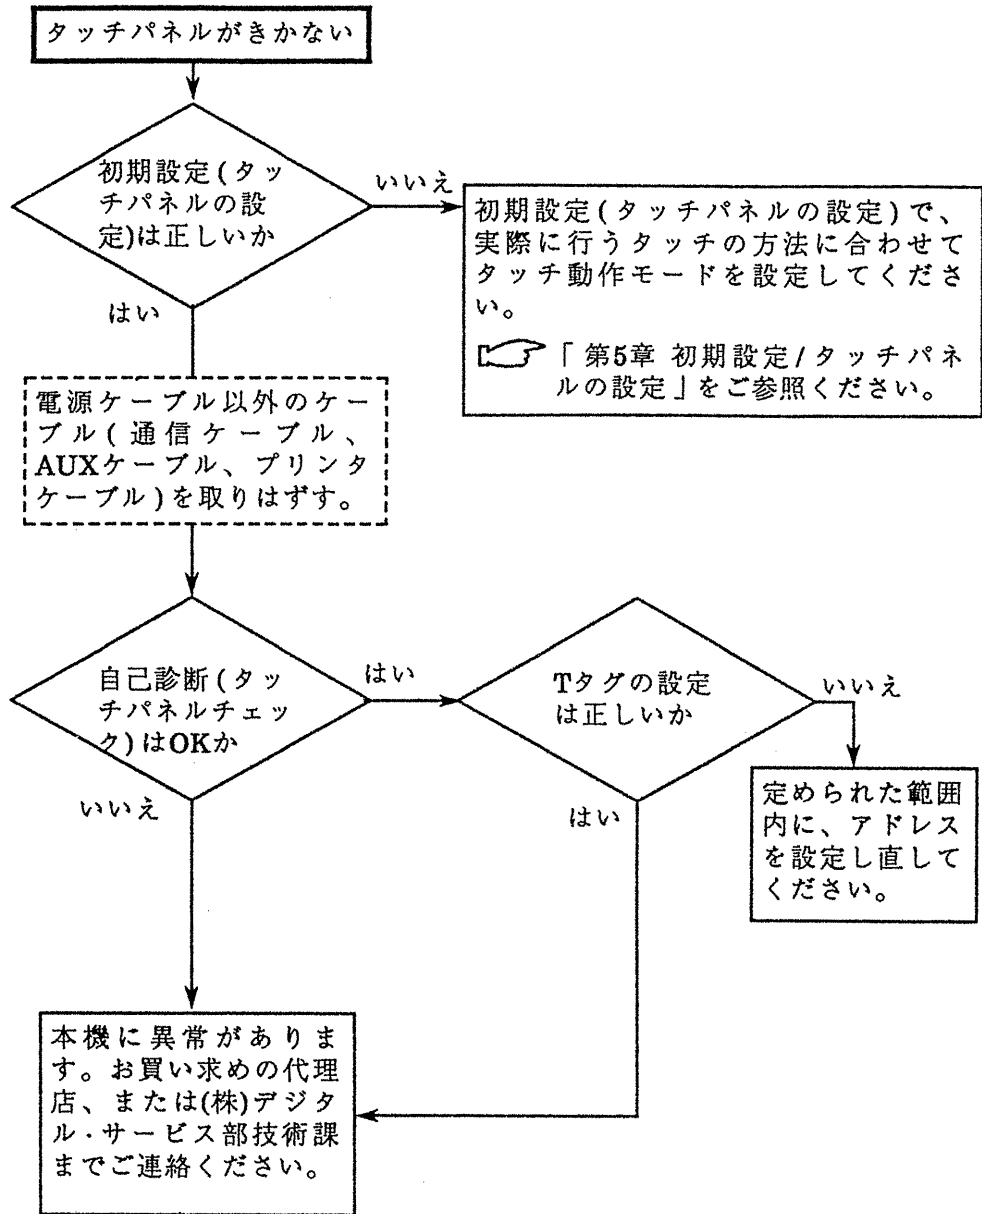 タッチパネルがきかない
初期設定(タッ
チパネルの設
定)は正しいか
いいえ
初期設定(タッチパネルの設定)で、
実際に行うタッチの方法に合わせて
タッチ動作モードを設定してくださ
い。
「第5章 初期設定/タッチパネ
ルの設定」をご参照ください。
はい
電源ケーブル以外のケー
ブル(通信ケーブル、
AUXケーブル、プリンタ
ケーブル)を取りはずす。
自己診断(タッ
チパネルチェッ
ク)はOKか
はい
Tタグの設定
は正しいか
いいえ
定められた範囲
内に、アドレス
を設定し直して
ください。
いいえ
はい
本機に異常がありま
す。お買い求めの代理
店、または(株)デジタ
ル・サービス部技術課
までご連絡ください。